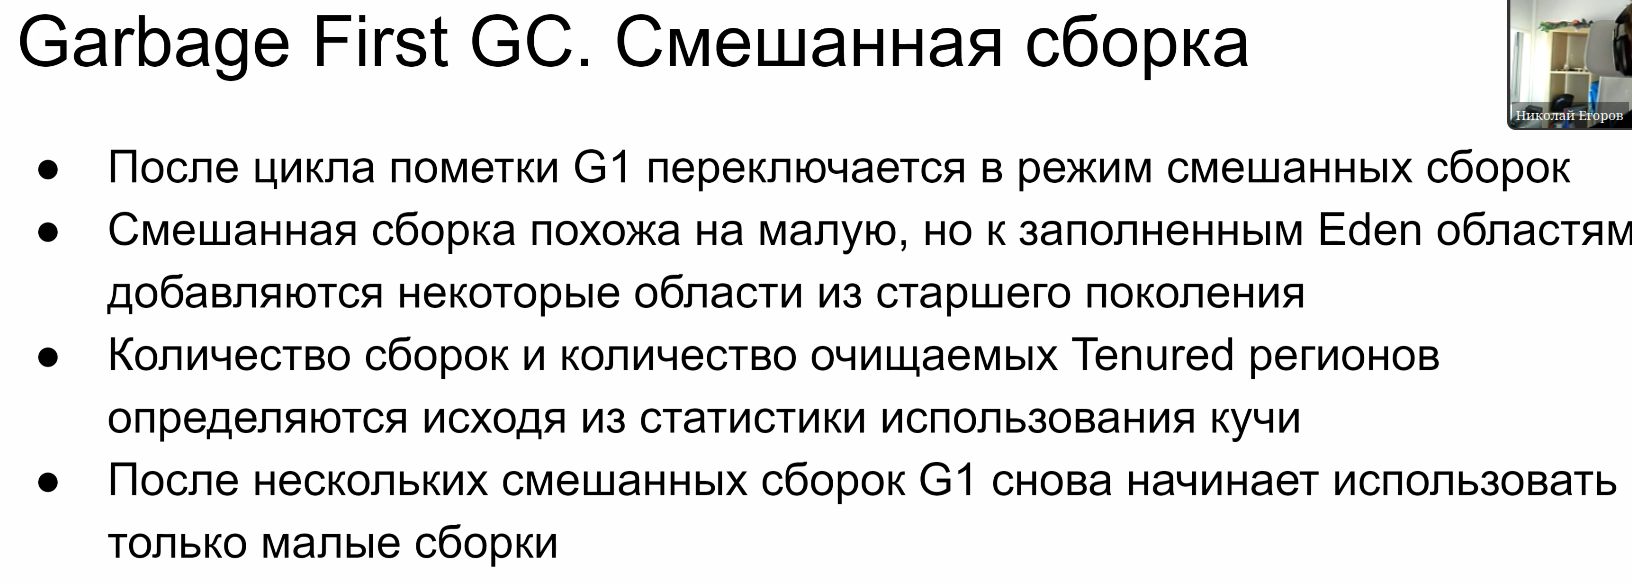 Garbage First GC. Смешанная сборка
Николай Егоров
● После цикла пометки G1 переключается в режим смешанных сборок
● Смешанная сборка похожа на малую, но к заполненным Eden областям
добавляются некоторые области из старшего поколения
● Количество сборок и количество очищаемых Tenured регионов
определяются исходя из статистики использования кучи
● После нескольких смешанных сборок G1 снова начинает использовать
только малые сборки